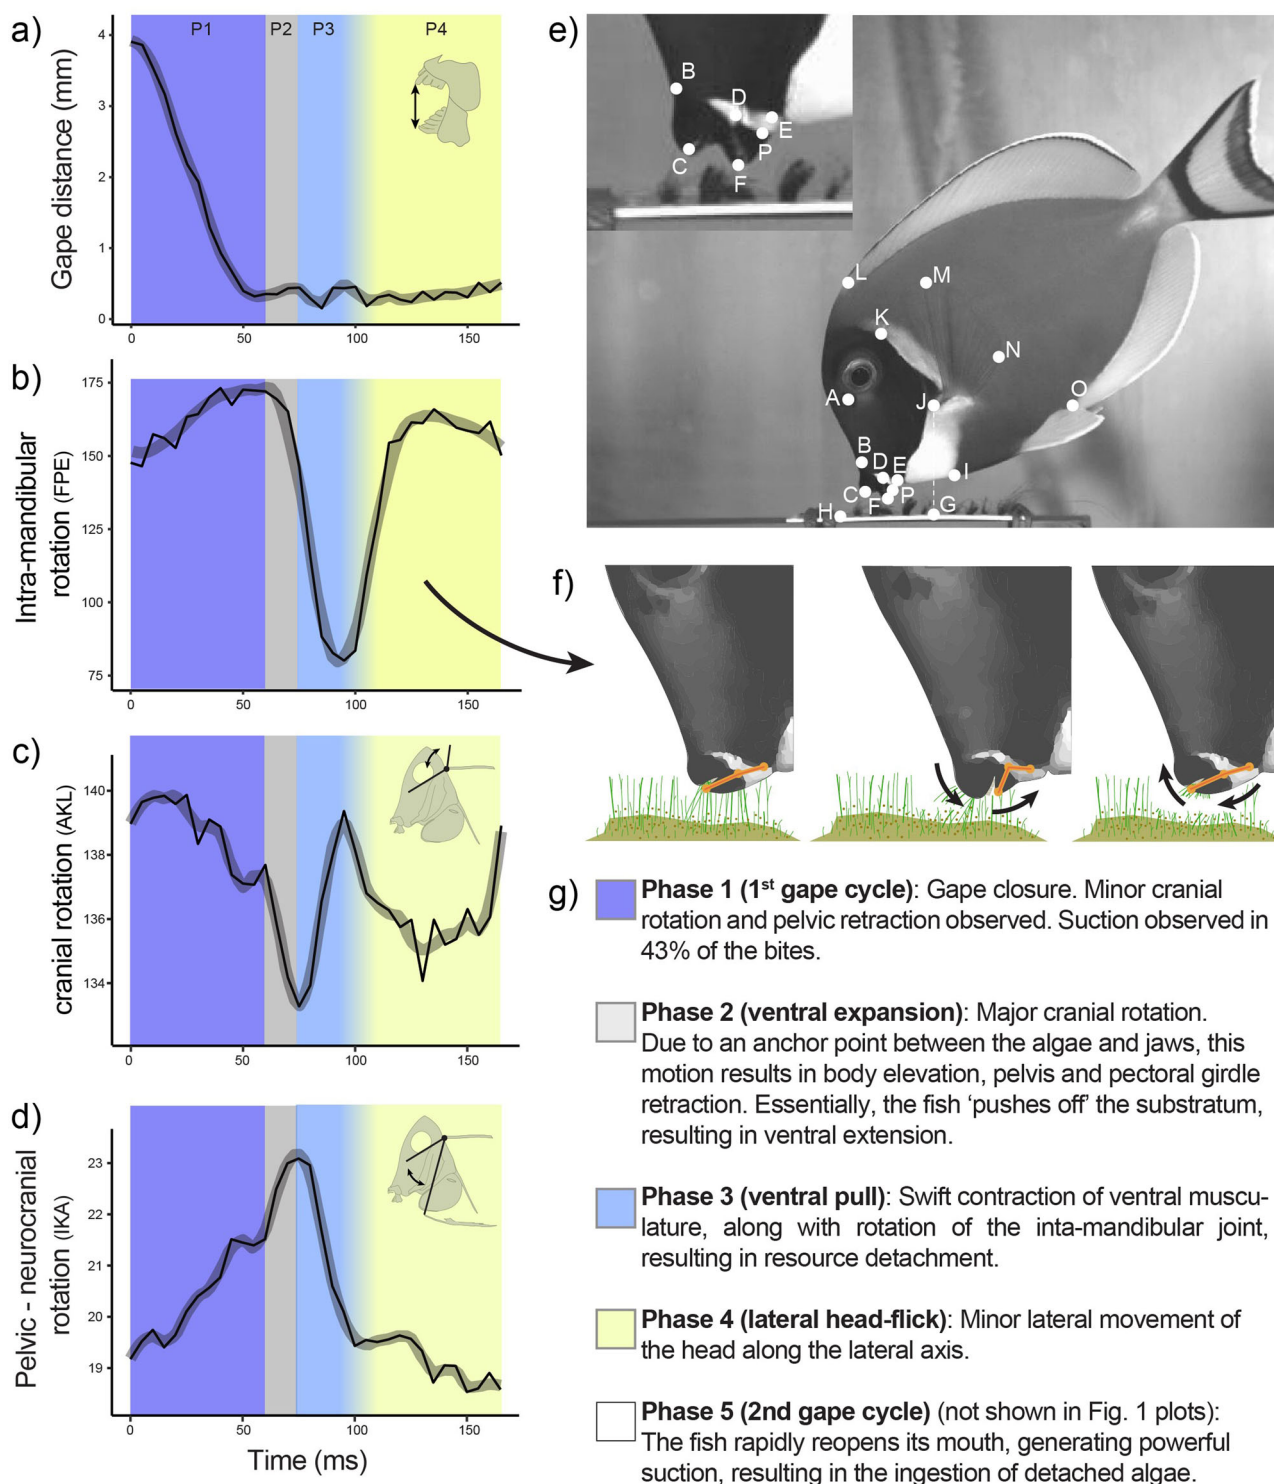 a)
P1 P2 P3 P4
Gape distance (mm)
4
3
2
1
0
0 50 100 150
b)
Intra-mandibular
rotation (FPE)
175
150
125
100
75
0 50 100 150
c)
cranial rotation (AKL)
140
138
136
134
0 50 100 150
d)
Pelvic - neurocranial
rotation (IKA)
23
22
21
20
19
0 50 100 150
Time (ms)
e)
B
D
E
P
C
F
L
M
K
N
A
J
O
B
D
E
I
C
F
P
H
G
f)
g)
Phase 1 (1st gape cycle): Gape closure. Minor cranial
rotation and pelvic retraction observed. Suction observed in
43% of the bites.
Phase 2 (ventral expansion): Major cranial rotation.
Due to an anchor point between the algae and jaws, this
motion results in body elevation, pelvis and pectoral girdle
retraction. Essentially, the fish ‘pushes off’ the substratum,
resulting in ventral extension.
Phase 3 (ventral pull): Swift contraction of ventral muscu-
lature, along with rotation of the inta-mandibular joint,
resulting in resource detachment.
Phase 4 (lateral head-flick): Minor lateral movement of
the head along the lateral axis.
Phase 5 (2nd gape cycle) (not shown in Fig. 1 plots):
The fish rapidly reopens its mouth, generating powerful
suction, resulting in the ingestion of detached algae.